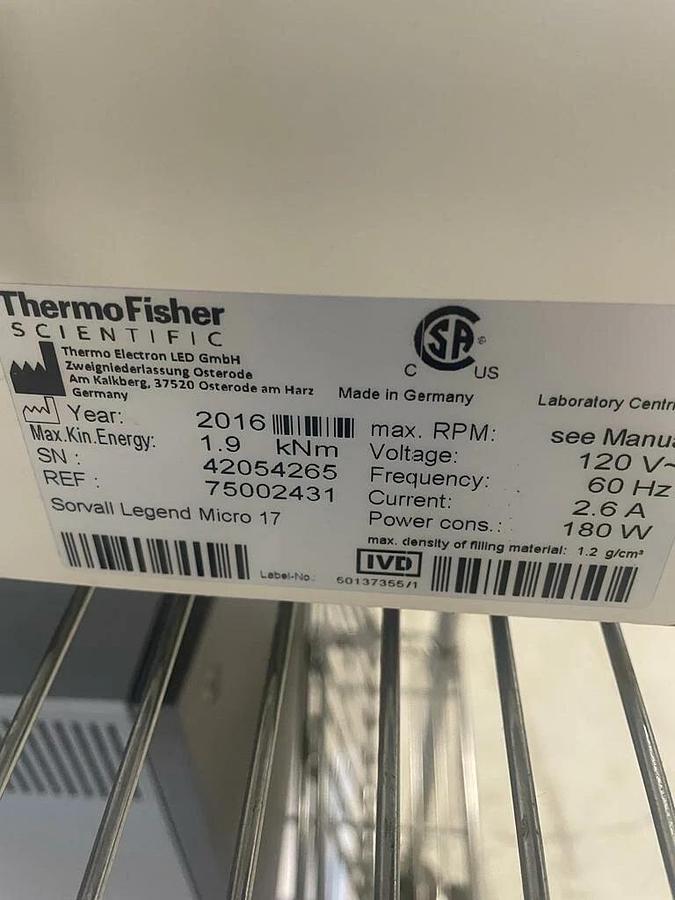 ThermoFisher
SCIENTIFIC
Thermo Electron LED GmbH
Zweigniederlassung Osterode
Am Kalkberg, 37520 Osterode am Harz
Germany
CSA
C US
Made in Germany
Laboratory Centri
Year: 2016
Max.Kin.Energy: 1.9 kNm
SN : 42054265
REF : 75002431
Sorvall Legend Micro 17
max. RPM: see Manua
Voltage: 120 V~
Frequency: 60 Hz
Current: 2.6 A
Power cons.: 180 W
max. density of filling material: 1.2 g/cm³
Label-No.: 50137355/1
IVD